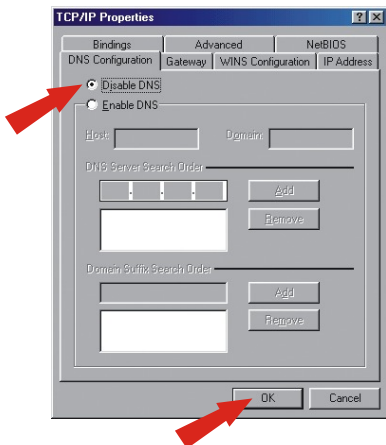 TCP/IP Properties
Bindings Advanced NetBIOS
DNS Configuration Gateway WINS Configuration IP Address
Disable DNS
Enable DNS
Host: Domain:
DNS Server Search Order
Add
Remove
Domain Suffix Search Order
Add
Remove
OK Cancel